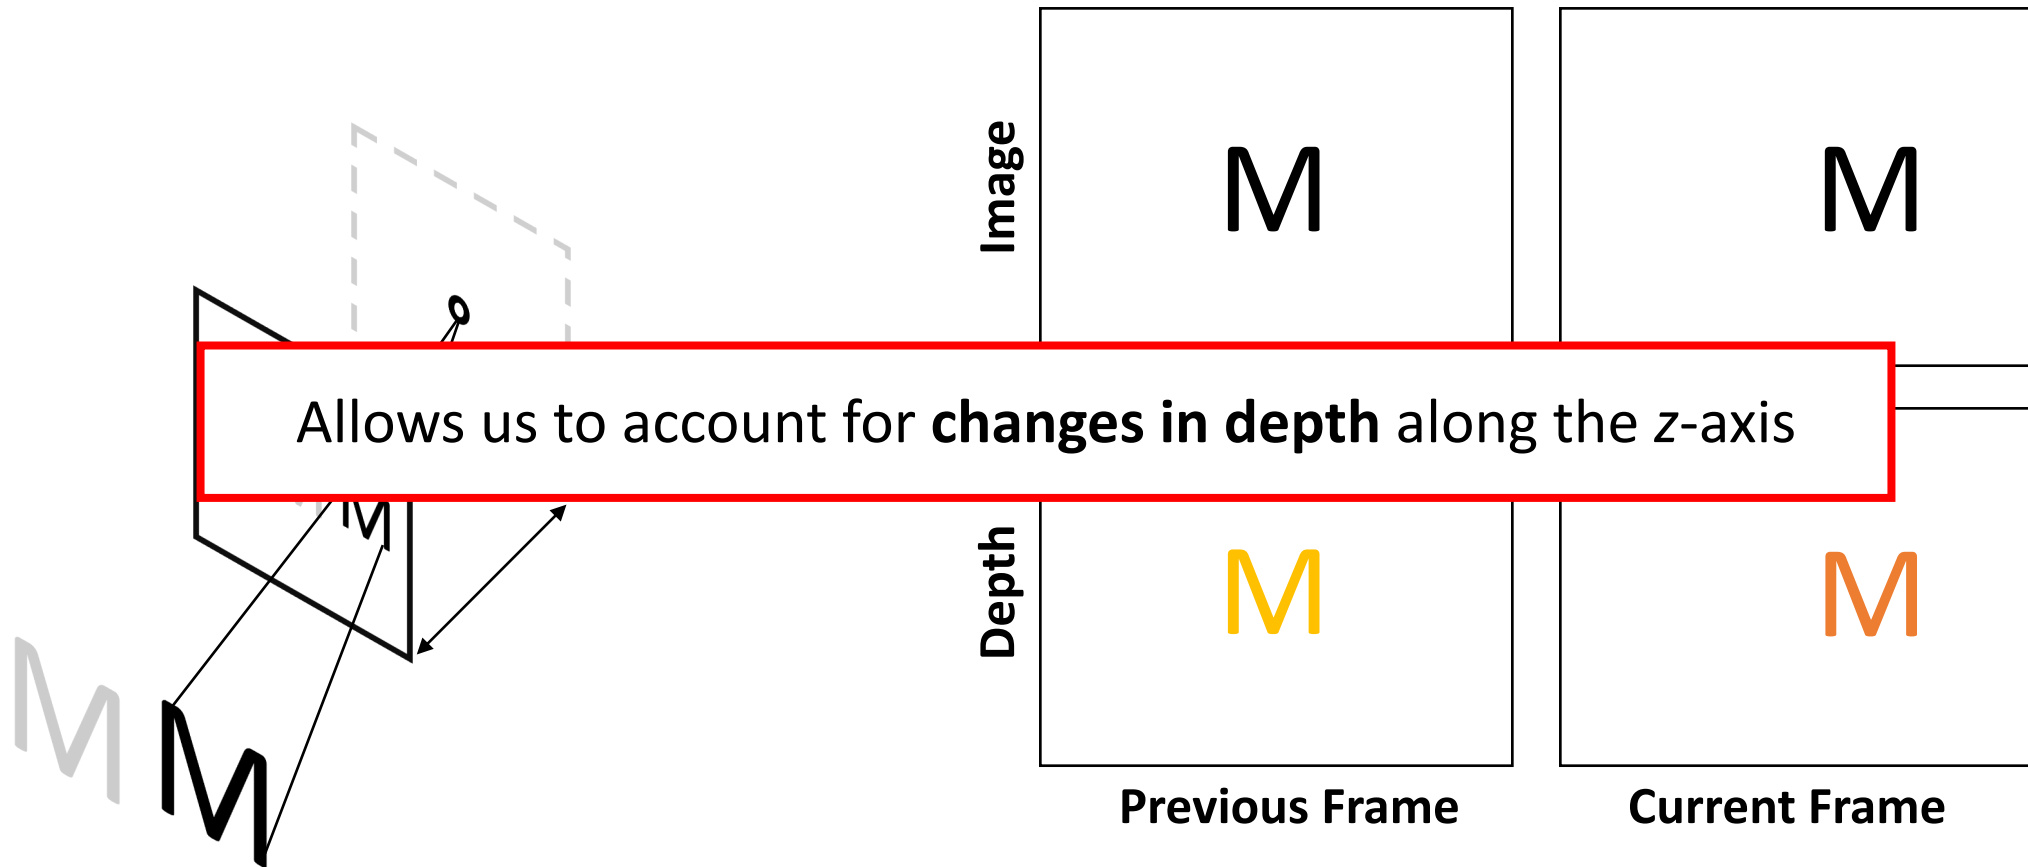 Image
M
M
Allows us to account for changes in depth along the z-axis
M
Depth
M
M
M
M
Previous Frame
Current Frame